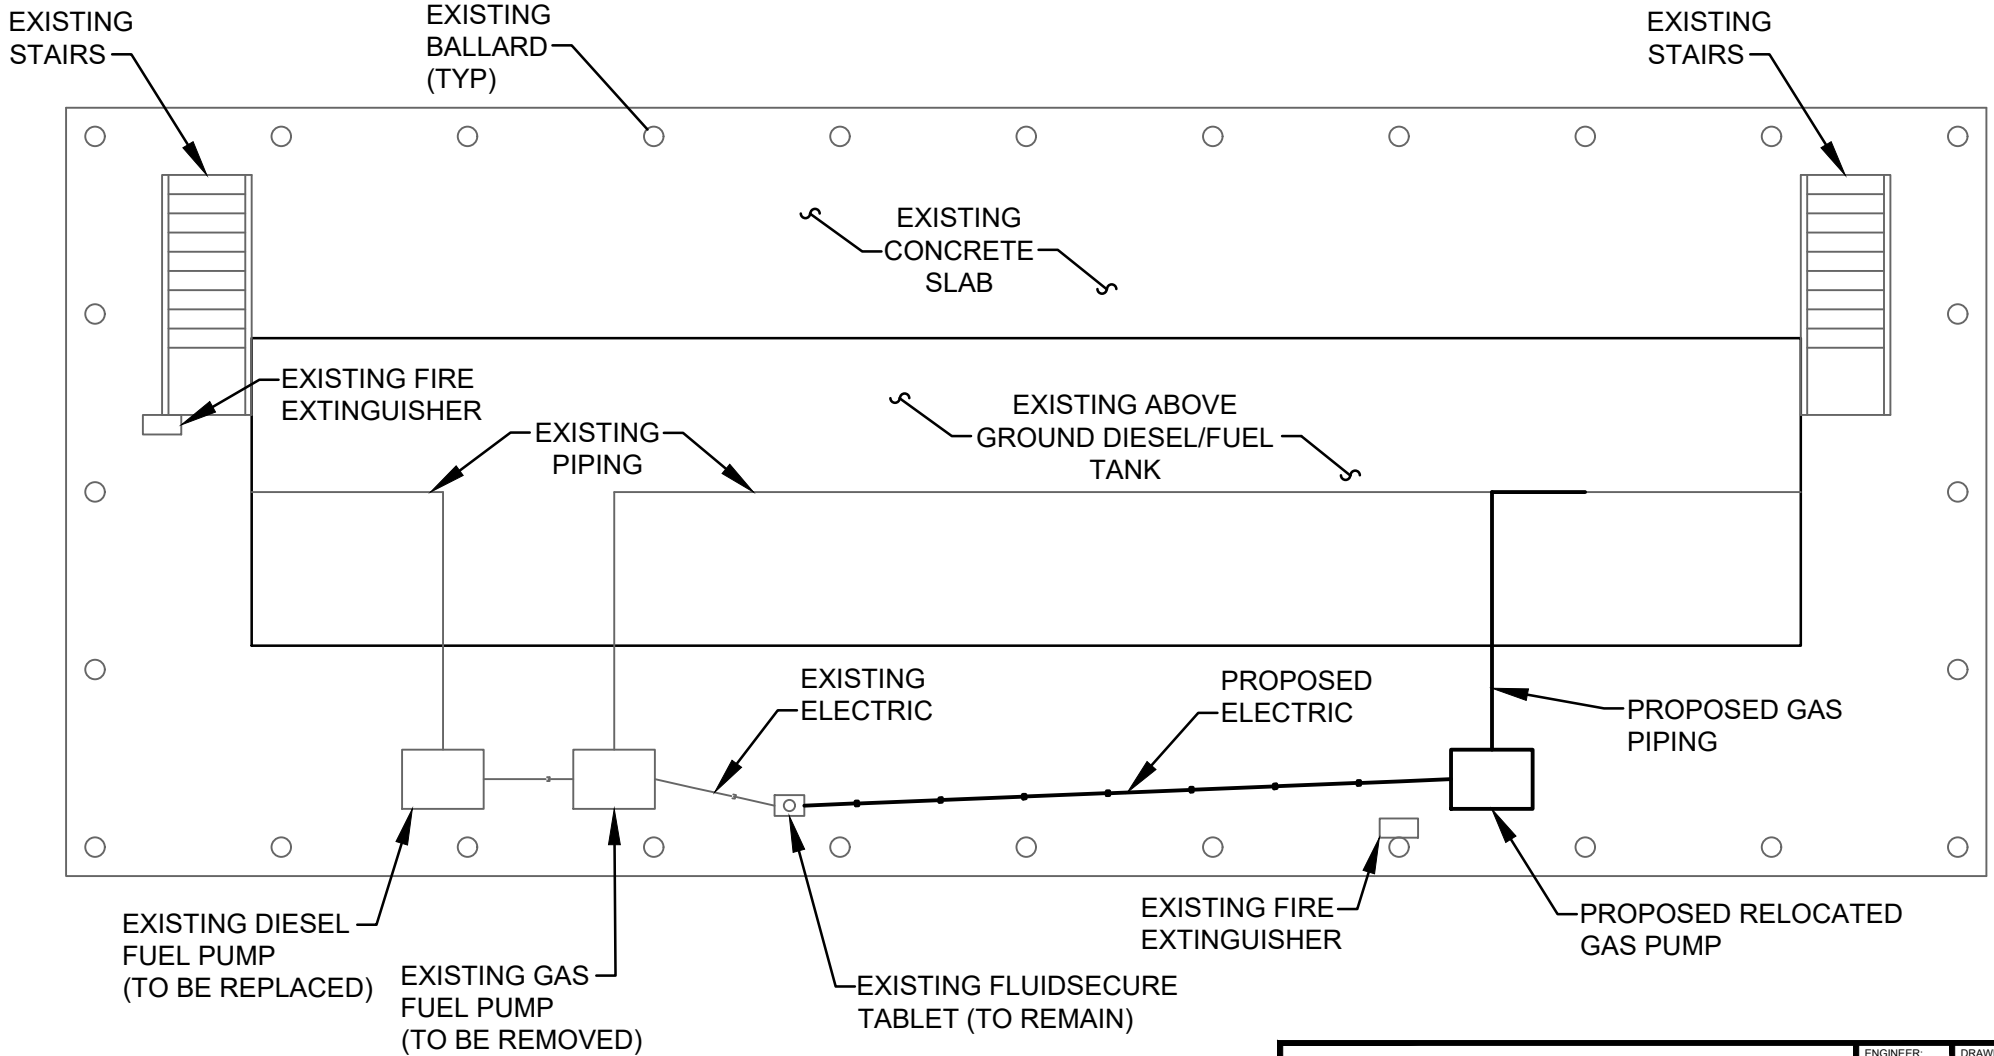 EXISTING
STAIRS
EXISTING
BALLARD
(TYP)
EXISTING
STAIRS
EXISTING
CONCRETE
SLAB
EXISTING FIRE
EXTINGUISHER
EXISTING
PIPING
EXISTING ABOVE
GROUND DIESEL/FUEL
TANK
EXISTING
ELECTRIC
PROPOSED
ELECTRIC
PROPOSED GAS
PIPING
EXISTING DIESEL
FUEL PUMP
(TO BE REPLACED)
EXISTING GAS
FUEL PUMP
(TO BE REMOVED)
EXISTING FLUIDSECURE
TABLET (TO REMAIN)
EXISTING FIRE
EXTINGUISHER
PROPOSED RELOCATED
GAS PUMP
ENGINEER: